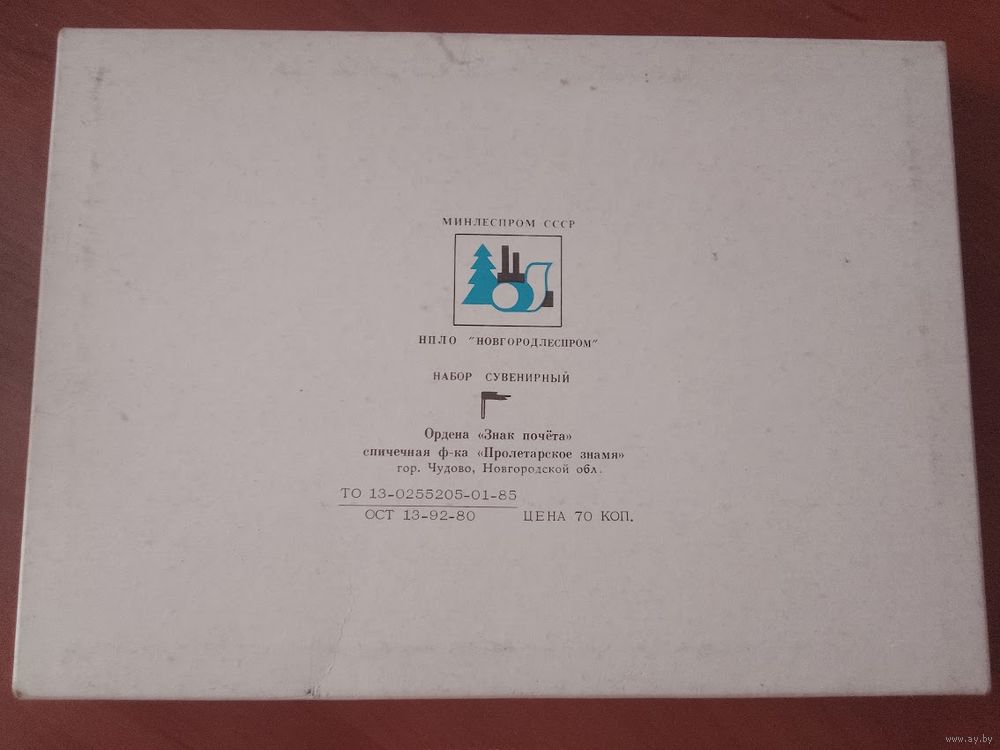 МИНЛЕСПРОМ СССР
НПЛО "НОВГОРОДЛЕСПРОМ"
НАБОР СУВЕНИРНЫЙ
Ордена «Знак почёта»
спичечная ф-ка «Пролетарское знамя»
гор. Чудово, Новгородской обл.
ТО 13-0255205-01-85
ОСТ 13-92-80 ЦЕНА 70 КОП.
www.ay.by